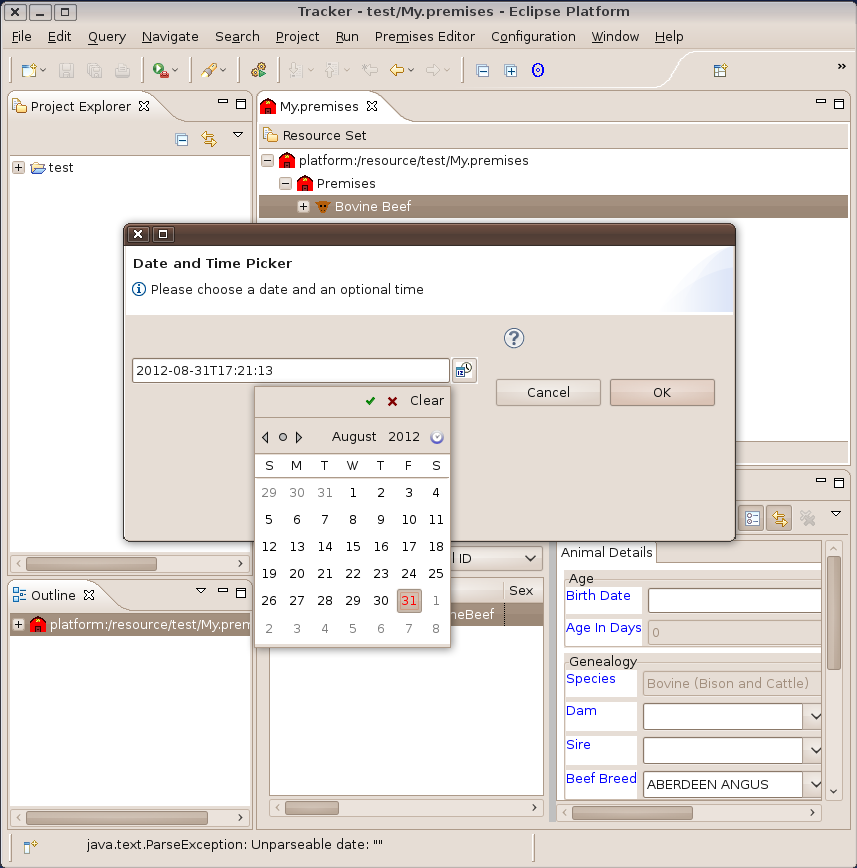 Tracker - test/My.premises - Eclipse Platform
File Edit Query Navigate Search Project Run Premises Editor Configuration Window Help
Project Explorer
test
My.premises
Resource Set
platform:/resource/test/My.premises
Premises
Bovine Beef
Date and Time Picker
Please choose a date and an optional time
2012-08-31T17:21:13
Cancel OK
Clear
August 2012
S M T W T F S
29 30 31 1 2 3 4
5 6 7 8 9 10 11
12 13 14 15 16 17 18
19 20 21 22 23 24 25
26 27 28 29 30 31 1
2 3 4 5 6 7 8
Outline
platform:/resource/test/My.prem
ID
Sex
neBeef
Animal Details
Age
Birth Date
Age In Days 0
Genealogy
Species Bovine (Bison and Cattle)
Dam
Sire
Beef Breed ABERDEEN ANGUS
java.text.ParseException: Unparseable date: ""